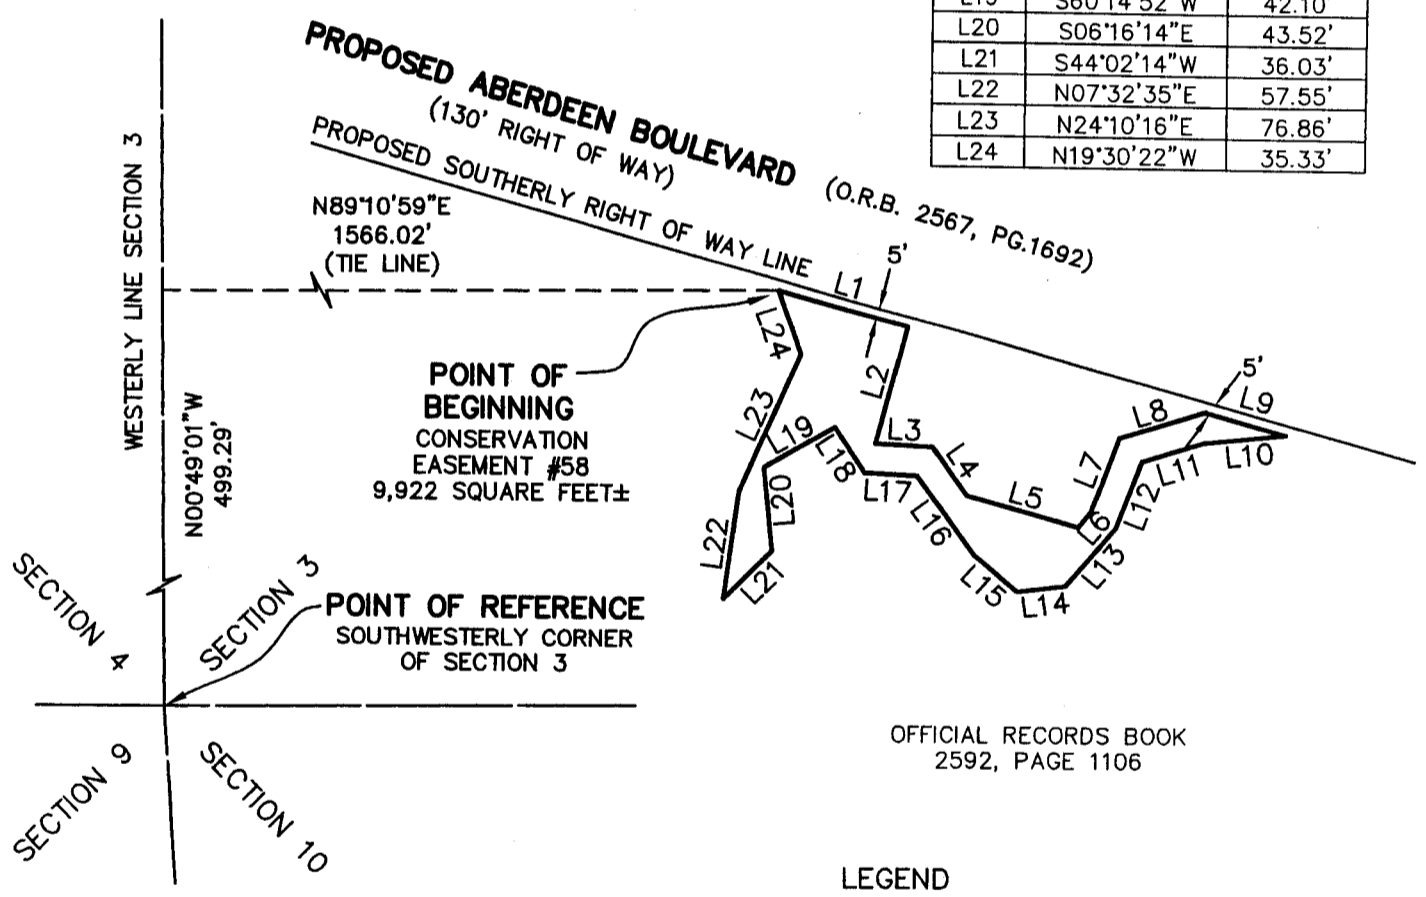 L19 S60°14'52"W 42.10'
L20 S06°16'14"E 43.52'
L21 S44°02'14"W 36.03'
L22 N07°32'35"E 57.55'
L23 N24°10'16"E 76.86'
L24 N19°30'22"W 35.33'
PROPOSED ABERDEEN BOULEVARD
(130' RIGHT OF WAY)
(O.R.B. 2567, PG.1692)
PROPOSED SOUTHERLY RIGHT OF WAY LINE
WESTERLY LINE SECTION 3
N89°10'59"E
1566.02'
(TIE LINE)
L1
5'
L24
L2
5'
L9
L8
POINT OF
BEGINNING
CONSERVATION
EASEMENT #58
9,922 SQUARE FEET±
L23
L19
L18
L3
L4
L7
L11
L10
N00°49'01"W
499.29'
L20
L17
L16
L5
L6
L12
L22
L21
L15
L14
L13
SECTION 4
SECTION 3
POINT OF REFERENCE
SOUTHWESTERLY CORNER
OF SECTION 3
SECTION 9
SECTION 10
OFFICIAL RECORDS BOOK
2592, PAGE 1106
LEGEND